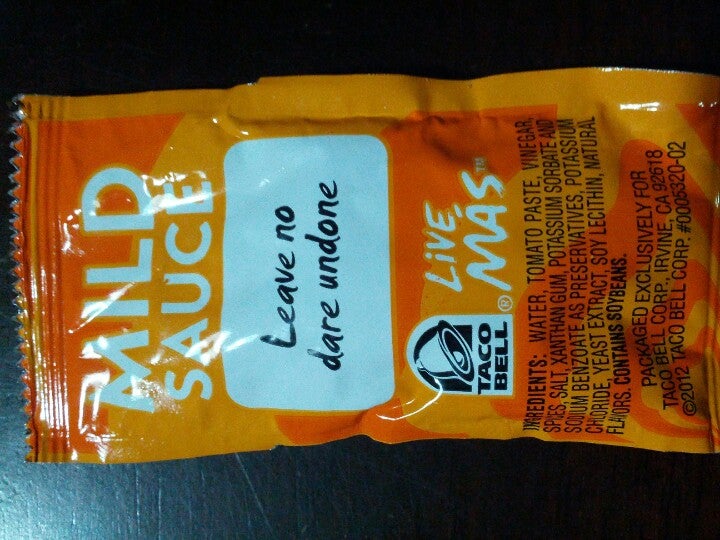 MILD
SAUCE
Leave no
dare undone
LIVE
MÁS™
TACO
BELL®
INGREDIENTS: WATER, TOMATO PASTE, VINEGAR,
SPICES, SALT, XANTHAN GUM, POTASSIUM SORBATE AND
SODIUM BENZOATE AS PRESERVATIVES, POTASSIUM
CHLORIDE, YEAST EXTRACT, SOY LECITHIN, NATURAL
FLAVORS. CONTAINS SOYBEANS.
PACKAGED EXCLUSIVELY FOR
TACO BELL CORP., IRVINE, CA 92618
©2012 TACO BELL CORP. #0006320-02